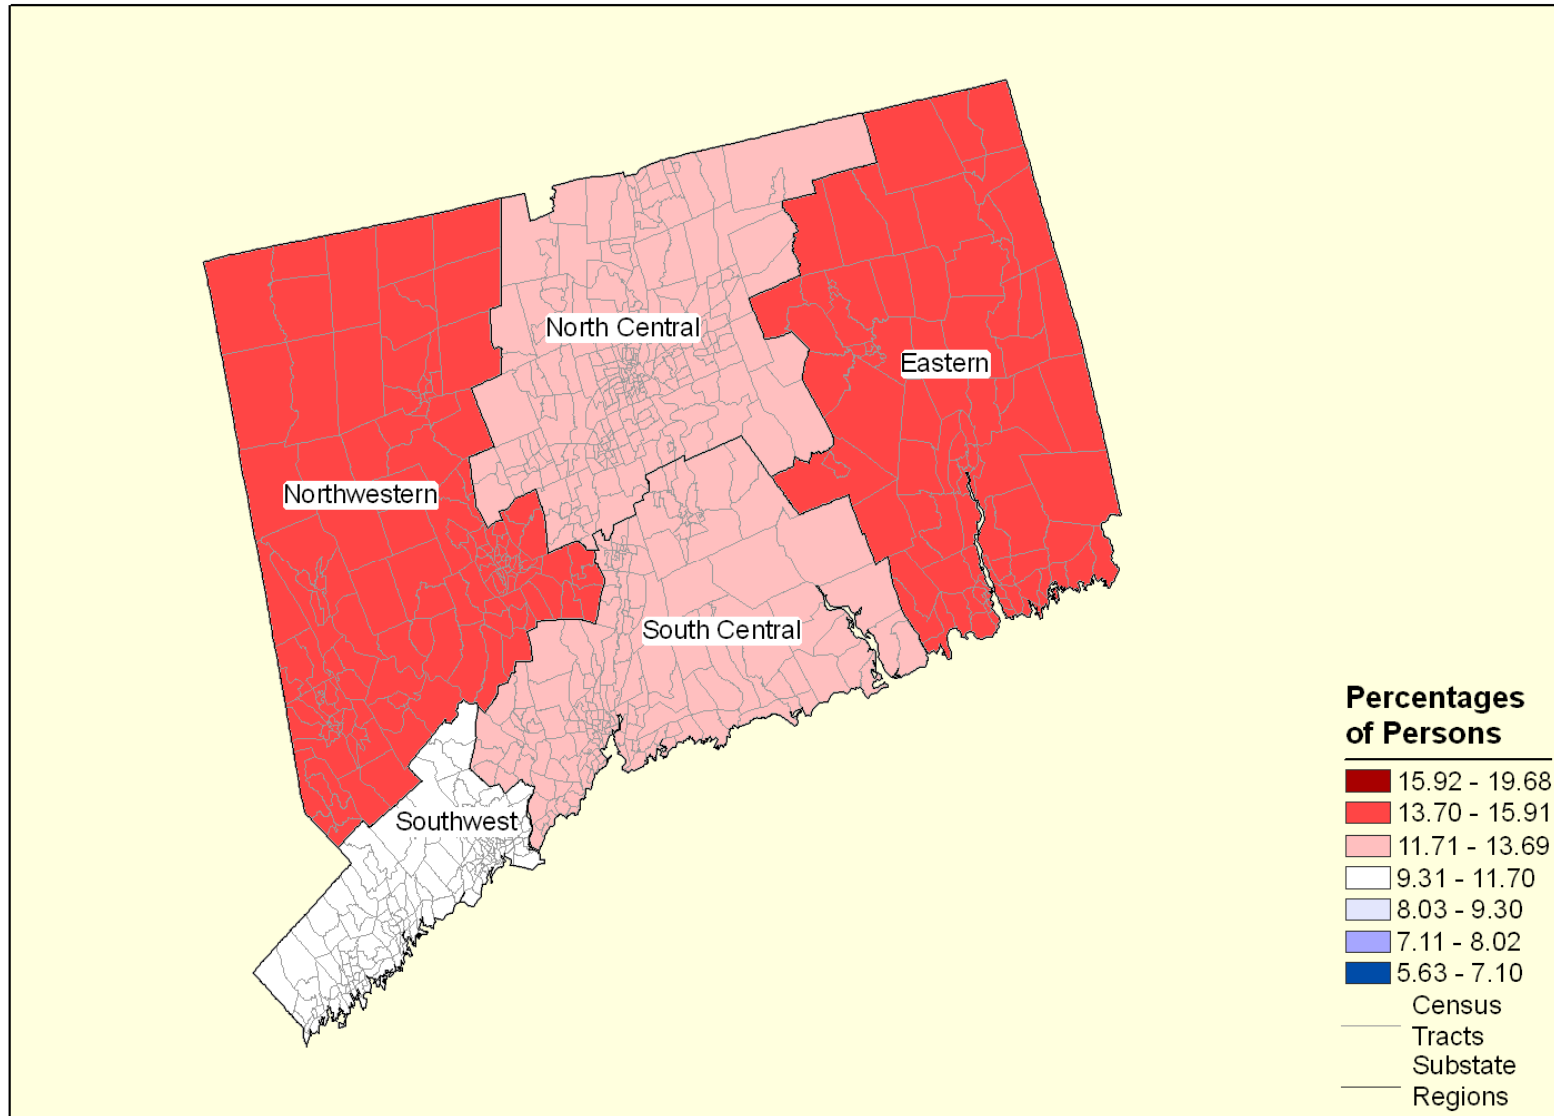 North Central
Eastern
Northwestern
South Central
Southwest
Percentages
of Persons
15.92 - 19.68
13.70 - 15.91
11.71 - 13.69
9.31 - 11.70
8.03 - 9.30
7.11 - 8.02
5.63 - 7.10
Census
Tracts
Substate
Regions